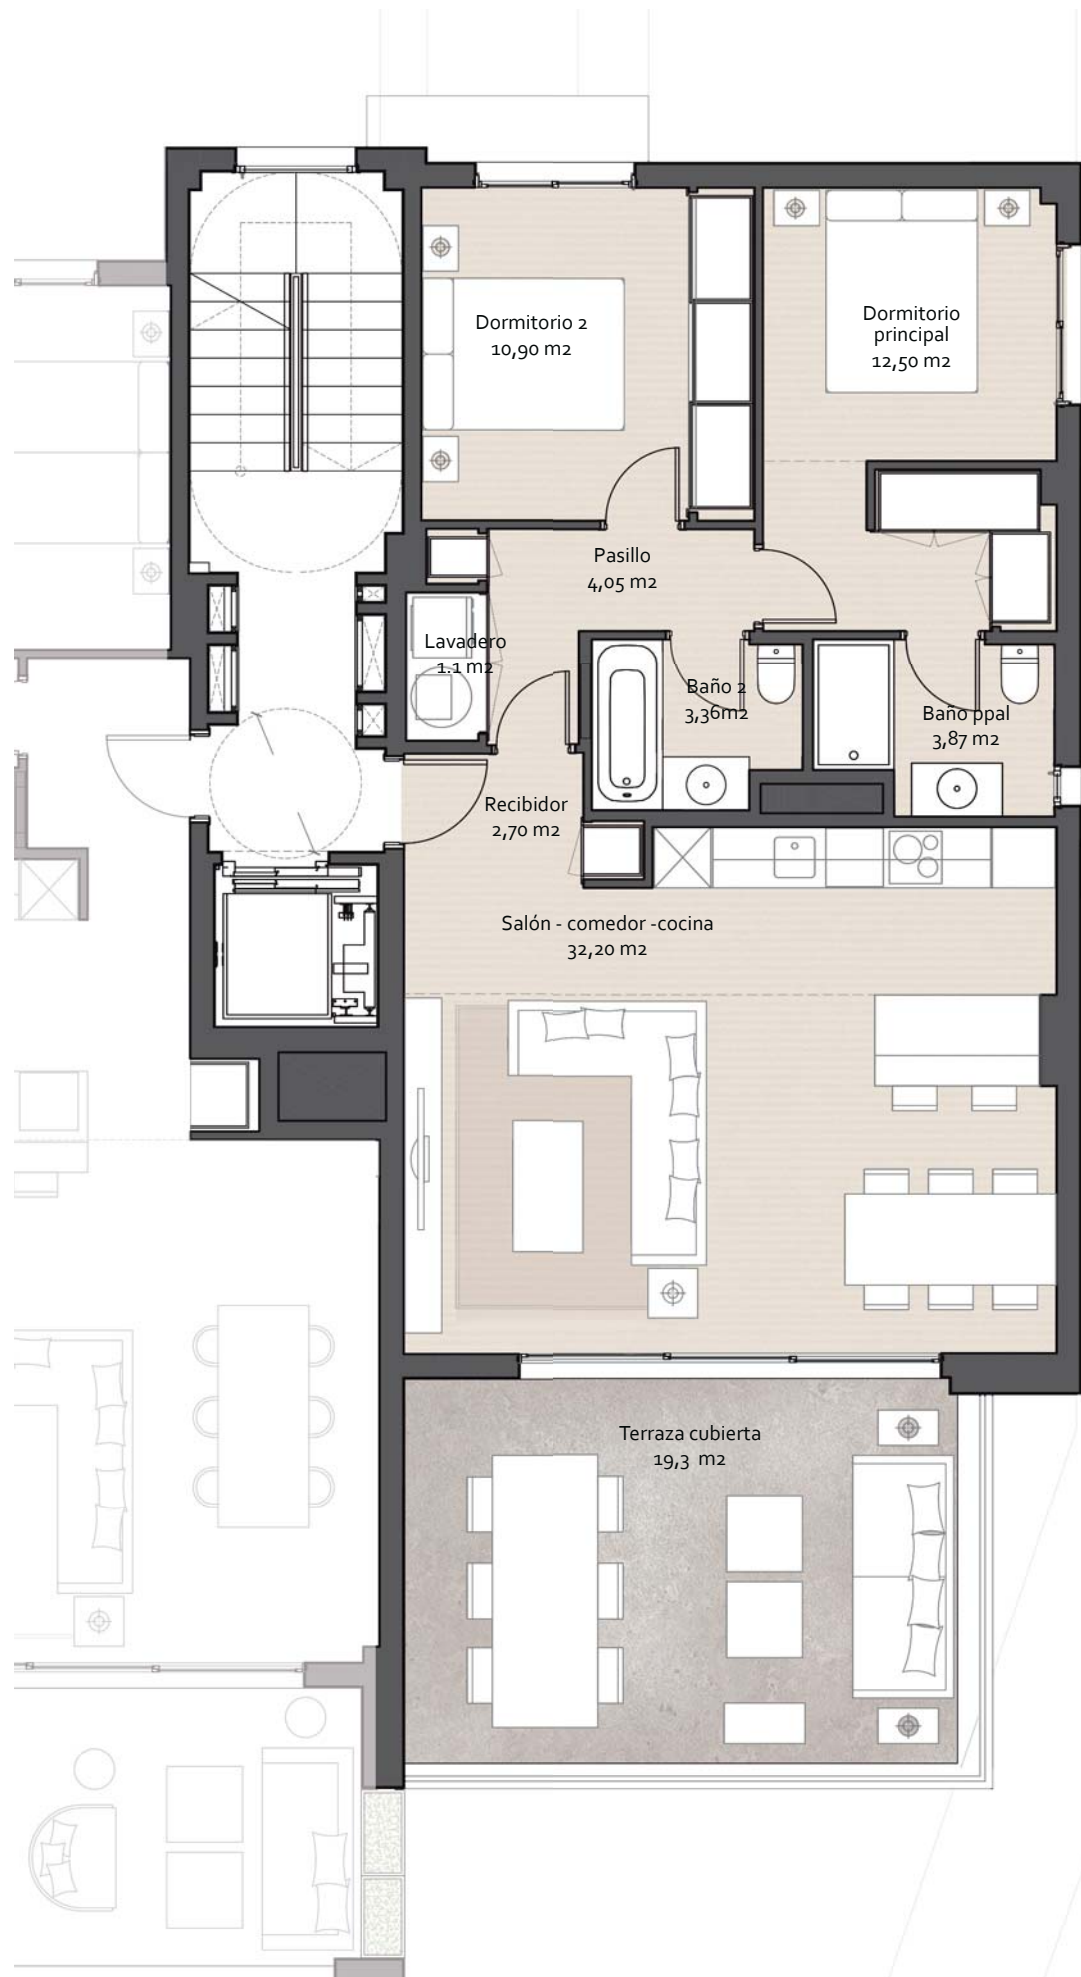 Dormitorio 2
10,90 m2
Dormitorio
principal
12,50 m2
Pasillo
4,05 m2
Lavadero
1.1 m2
Baño 2
3,36m2
Baño ppal
3,87 m2
Recibidor
2,70 m2
Salón - comedor -cocina
32,20 m2
Terraza cubierta
19,3 m2